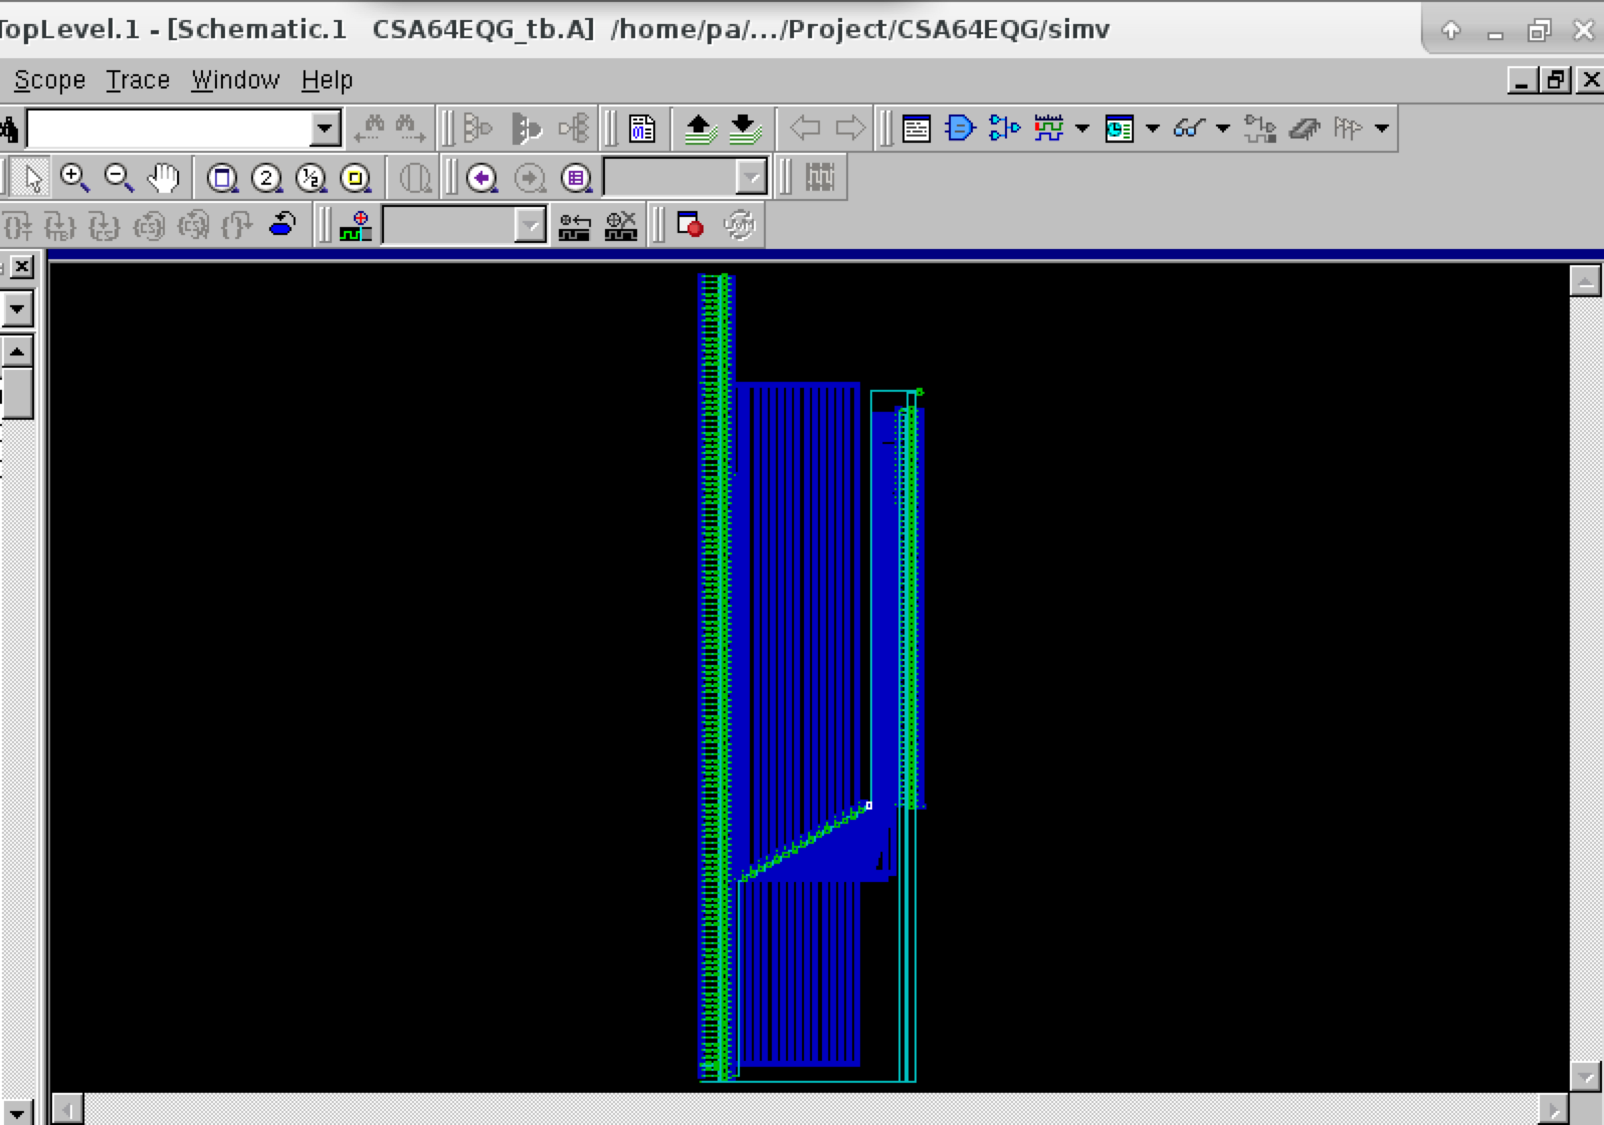 TopLevel.1 - [Schematic.1 CSA64EQG_tb.A] /home/pa/.../Project/CSA64EQG/simv
Scope Trace Window Help